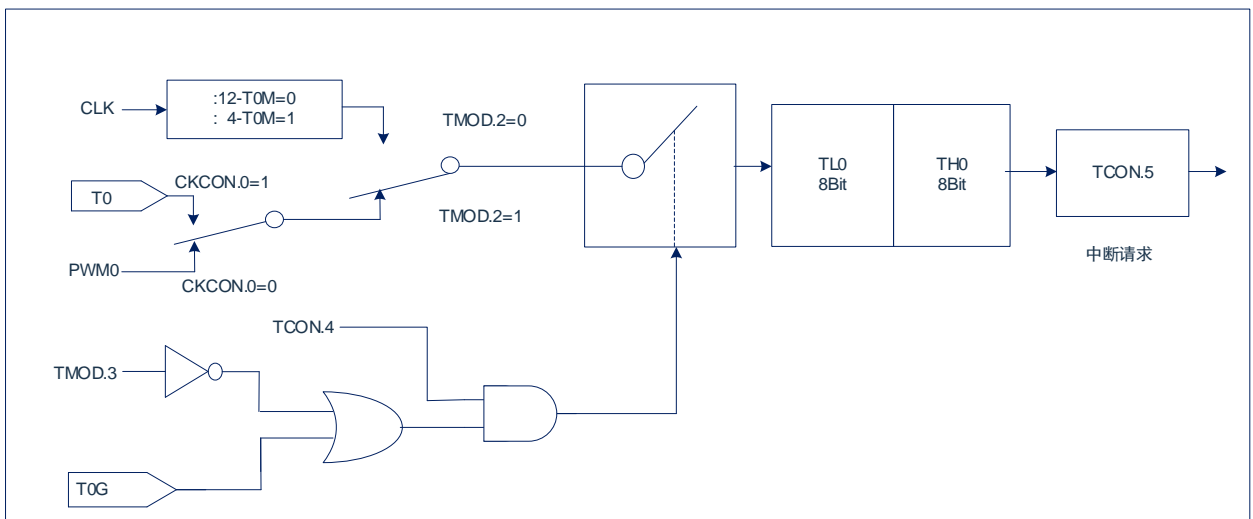 CLK
:12-T0M=0
: 4-T0M=1
TMOD.2=0
T0
CKCON.0=1
TMOD.2=1
PWM0
CKCON.0=0
TL0
8Bit
TH0
8Bit
TCON.5
中断请求
TCON.4
TMOD.3
T0G